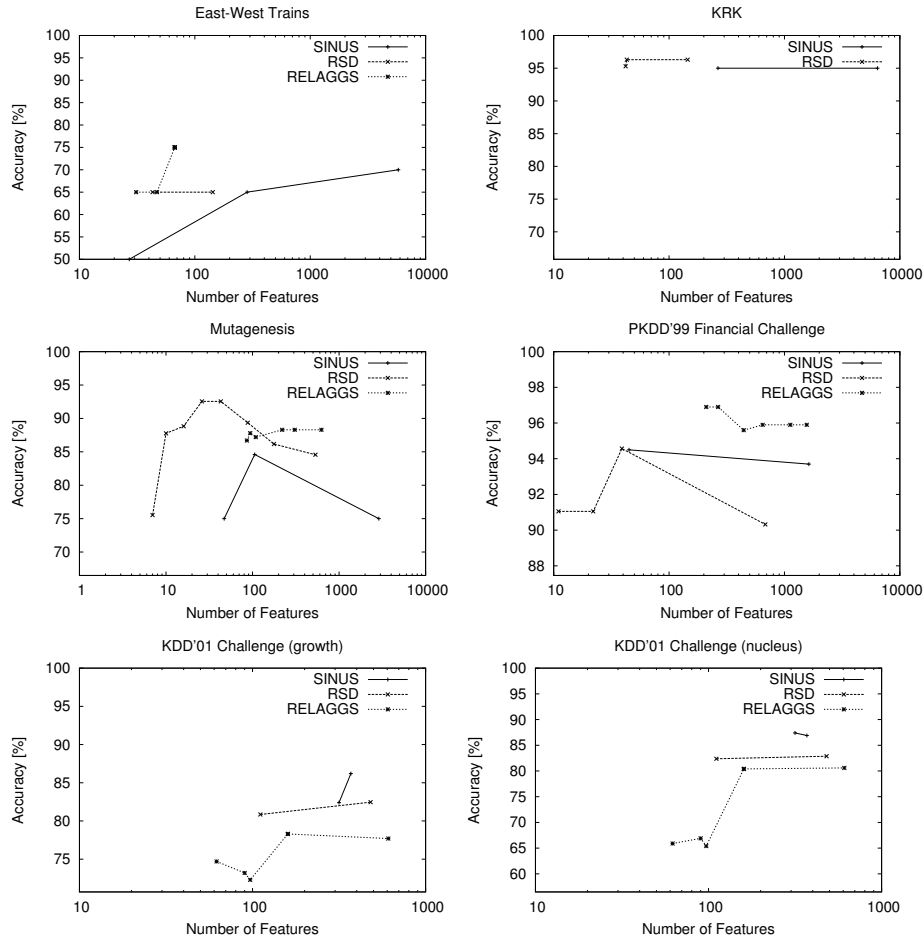 East-West Trains
100
95
90
85
80
75
70
65
60
55
50
10
100
1000
10000
Accuracy [%]
Number of Features
SINUS
RSD
RELAGGS
KRK
100
95
90
85
80
75
70
10
100
1000
10000
Accuracy [%]
Number of Features
SINUS
RSD
Mutagenesis
100
95
90
85
80
75
70
1
10
100
1000
10000
Accuracy [%]
Number of Features
SINUS
RSD
RELAGGS
PKDD'99 Financial Challenge
100
98
96
94
92
90
88
10
100
1000
10000
Accuracy [%]
Number of Features
SINUS
RSD
RELAGGS
KDD'01 Challenge (growth)
100
95
90
85
80
75
10
100
1000
Accuracy [%]
Number of Features
SINUS
RSD
RELAGGS
KDD'01 Challenge (nucleus)
100
95
90
85
80
75
70
65
60
10
100
1000
Accuracy [%]
Number of Features
SINUS
RSD
RELAGGS